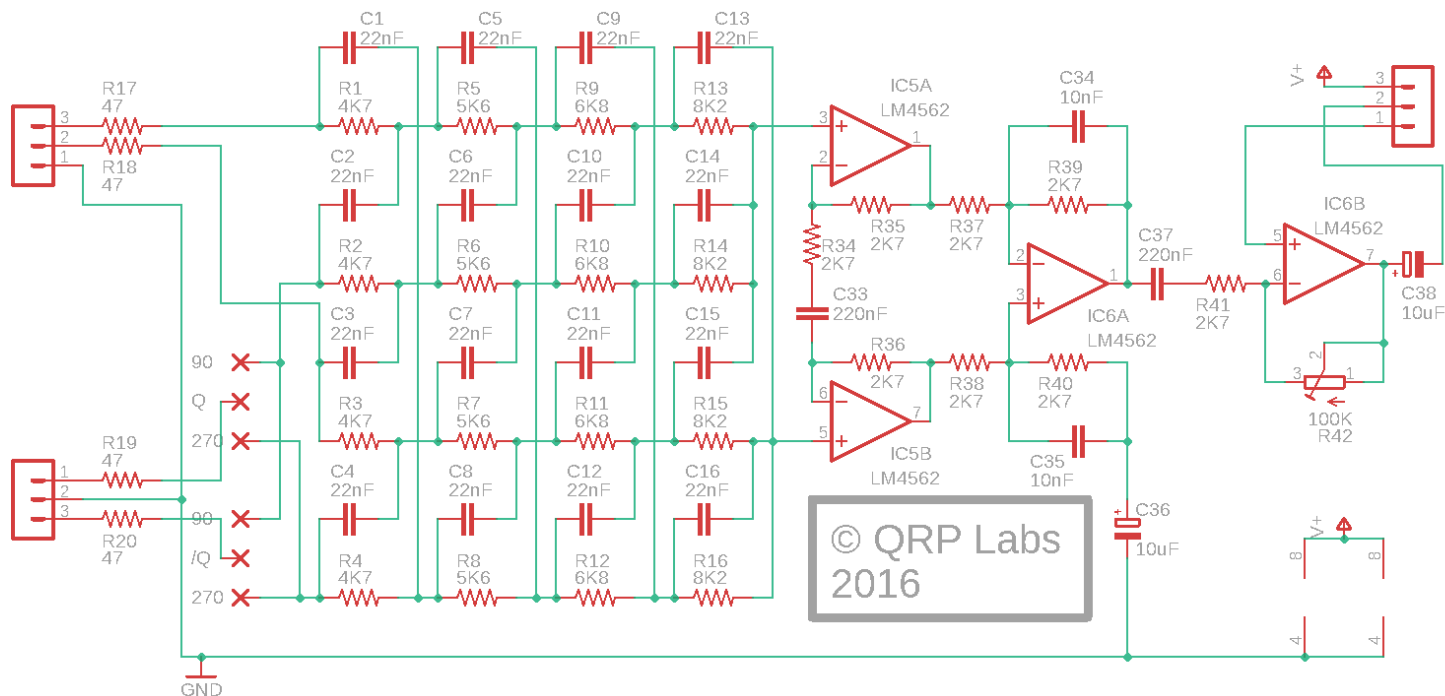 C1
22nF
C5
22nF
C9
22nF
C13
22nF
R17
47
3
2
1
R18
47
R1
4K7
R5
5K6
R9
6K8
R13
8K2
IC5A
LM4562
3
2
1
C34
10nF
V+
3
2
1
C2
22nF
C6
22nF
C10
22nF
C14
22nF
R39
2K7
R35
2K7
R37
2K7
R34
2K7
IC6B
LM4562
5
6
7
R2
4K7
R6
5K6
R10
6K8
R14
8K2
2
3
1
IC6A
LM4562
C37
220nF
R41
2K7
C38
10uF
C3
22nF
C7
22nF
C11
22nF
C15
22nF
C33
220nF
R36
2K7
R38
2K7
R40
2K7
2
3
1
100K
R42
90
Q
270
90
/Q
270
R3
4K7
R7
5K6
R11
6K8
R15
8K2
6
5
7
IC5B
LM4562
C35
10nF
R19
47
1
2
3
R20
47
C4
22nF
C8
22nF
C12
22nF
C16
22nF
R4
4K7
R8
5K6
R12
6K8
R16
8K2
© QRP Labs
2016
C36
10uF
V+
8
8
4
4
GND